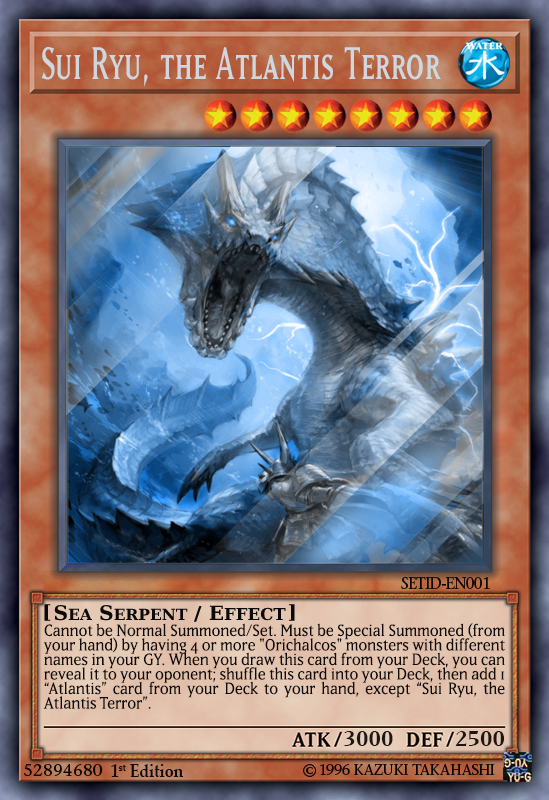 Sui Ryu, the Atlantis Terror
WATER
水
SETID-EN001
[Sea Serpent / Effect]
Cannot be Normal Summoned/Set. Must be Special Summoned (from
your hand) by having 4 or more "Orichalcos" monsters with different
names in your GY. When you draw this card from your Deck, you can
reveal it to your opponent; shuffle this card into your Deck, then add 1
“Atlantis” card from your Deck to your hand, except “Sui Ryu, the
Atlantis Terror”.
ATK/3000 DEF/2500
52894680 1st Edition
© 1996 KAZUKI TAKAHASHI
YU-G
YU-G